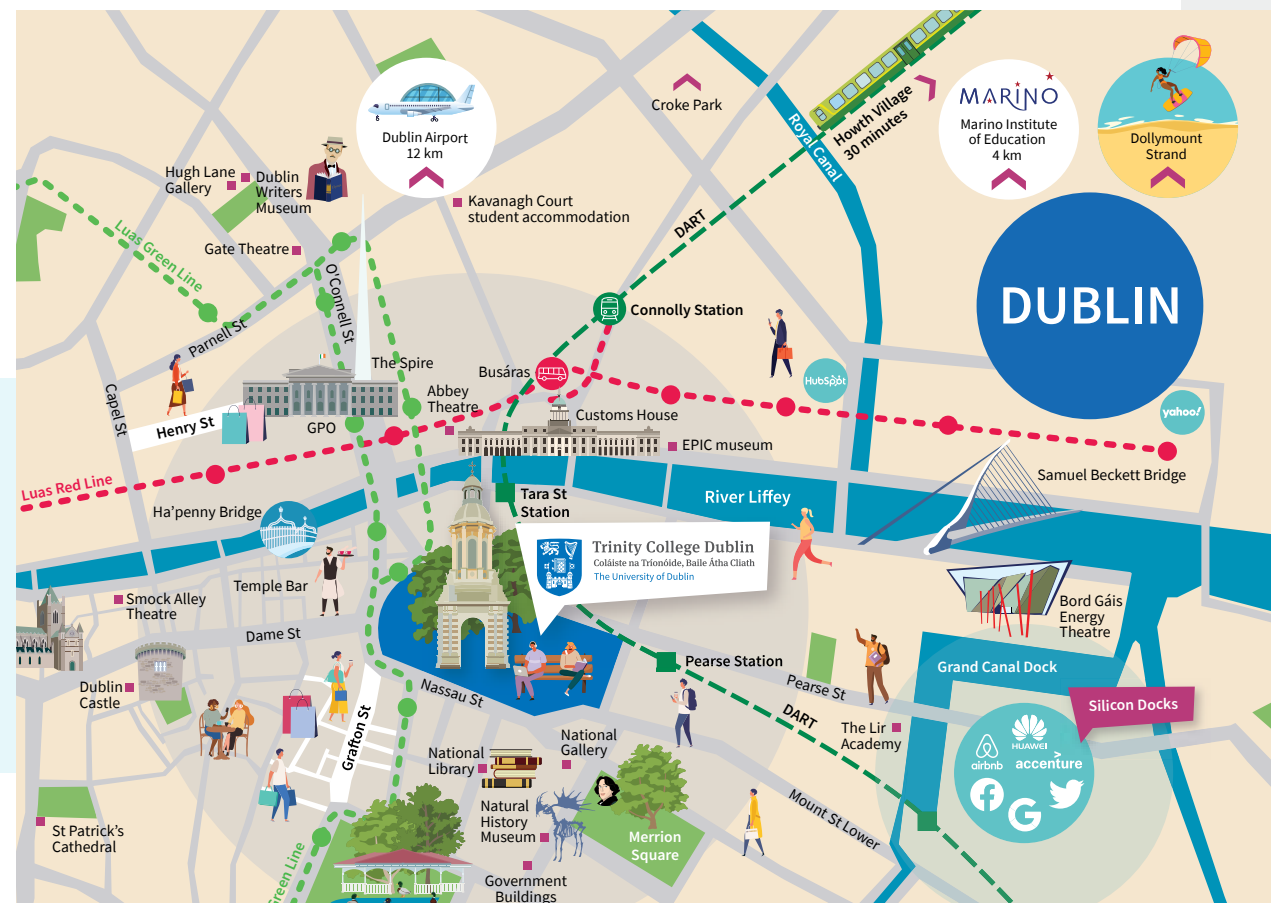 Croke Park
Dublin Airport
12 km
Howth Village
30 minutes
MARINO
Marino Institute
of Education
4 km
Dollymount
Strand
Royal Canal
Hugh Lane
Gallery
Dublin
Writers
Museum
Kavanagh Court
student accommodation
Luas Green Line
Gate Theatre
O'Connell St
DART
DUBLIN
Connolly Station
Parnell St
The Spire
Busáras
HubSpot
Capel St
Abbey
Theatre
yahoo!
Henry St
GPO
Customs House
EPIC museum
Luas Red Line
Samuel Beckett Bridge
Tara St
Station
River Liffey
Ha'penny Bridge
Trinity College Dublin
Coláiste na Tríonóide, Baile Átha Cliath
The University of Dublin
Temple Bar
Smock Alley
Theatre
Bord Gáis
Energy
Theatre
Dame St
Pearse Station
Grand Canal Dock
Dublin
Castle
Nassau St
Pearse St
Silicon Docks
Grafton St
DART
The Lir
Academy
HUAWEI
airbnb
accenture
National
Library
National
Gallery
Natural
History
Museum
Mount St Lower
St Patrick's
Cathedral
Merrion
Square
Green Line
Government
Buildings